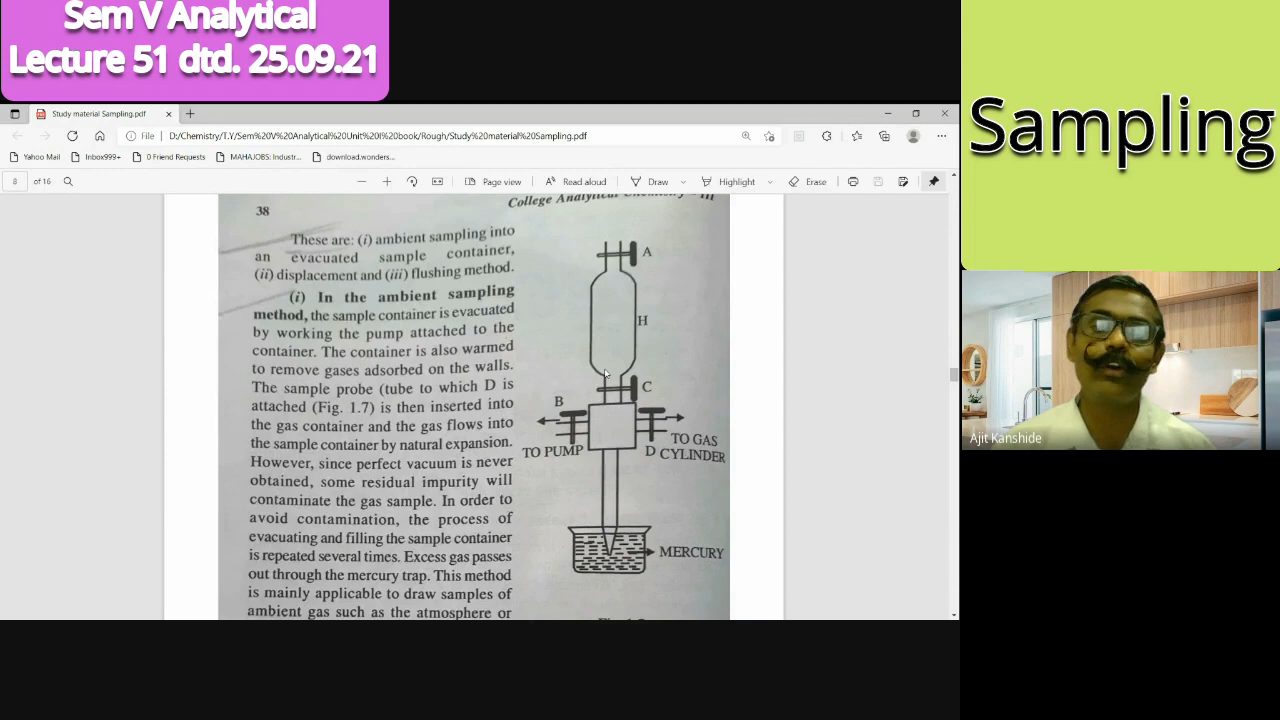 Sem V Analytical
Lecture 51 dtd. 25.09.21
Sampling
Study material Sampling.pdf
File
D:/Chemistry/T.Y/Sem%20V%20Analytical%20Unit%20I%20book/Rough/Study%20material%20Sampling.pdf
Yahoo Mail
Inbox999+
0 Friend Requests
MAHAJOBS: Industr...
download.wonders...
8 of 16
Page view
Read aloud
Draw
Highlight
Erase
38
College Analytical Chemistry - III
These are: (i) ambient sampling into
an evacuated sample container,
(ii) displacement and (iii) flushing method.
(i) In the ambient sampling
method, the sample container is evacuated
by working the pump attached to the
container. The container is also warmed
to remove gases adsorbed on the walls.
The sample probe (tube to which D is
attached (Fig. 1.7) is then inserted into
the gas container and the gas flows into
the sample container by natural expansion.
However, since perfect vacuum is never
obtained, some residual impurity will
contaminate the gas sample. In order to
avoid contamination, the process of
evacuating and filling the sample container
is repeated several times. Excess gas passes
out through the mercury trap. This method
is mainly applicable to draw samples of
ambient gas such as the atmosphere or
A
H
C
B
TO PUMP
D
TO GAS
CYLINDER
MERCURY
Ajit Kanshide